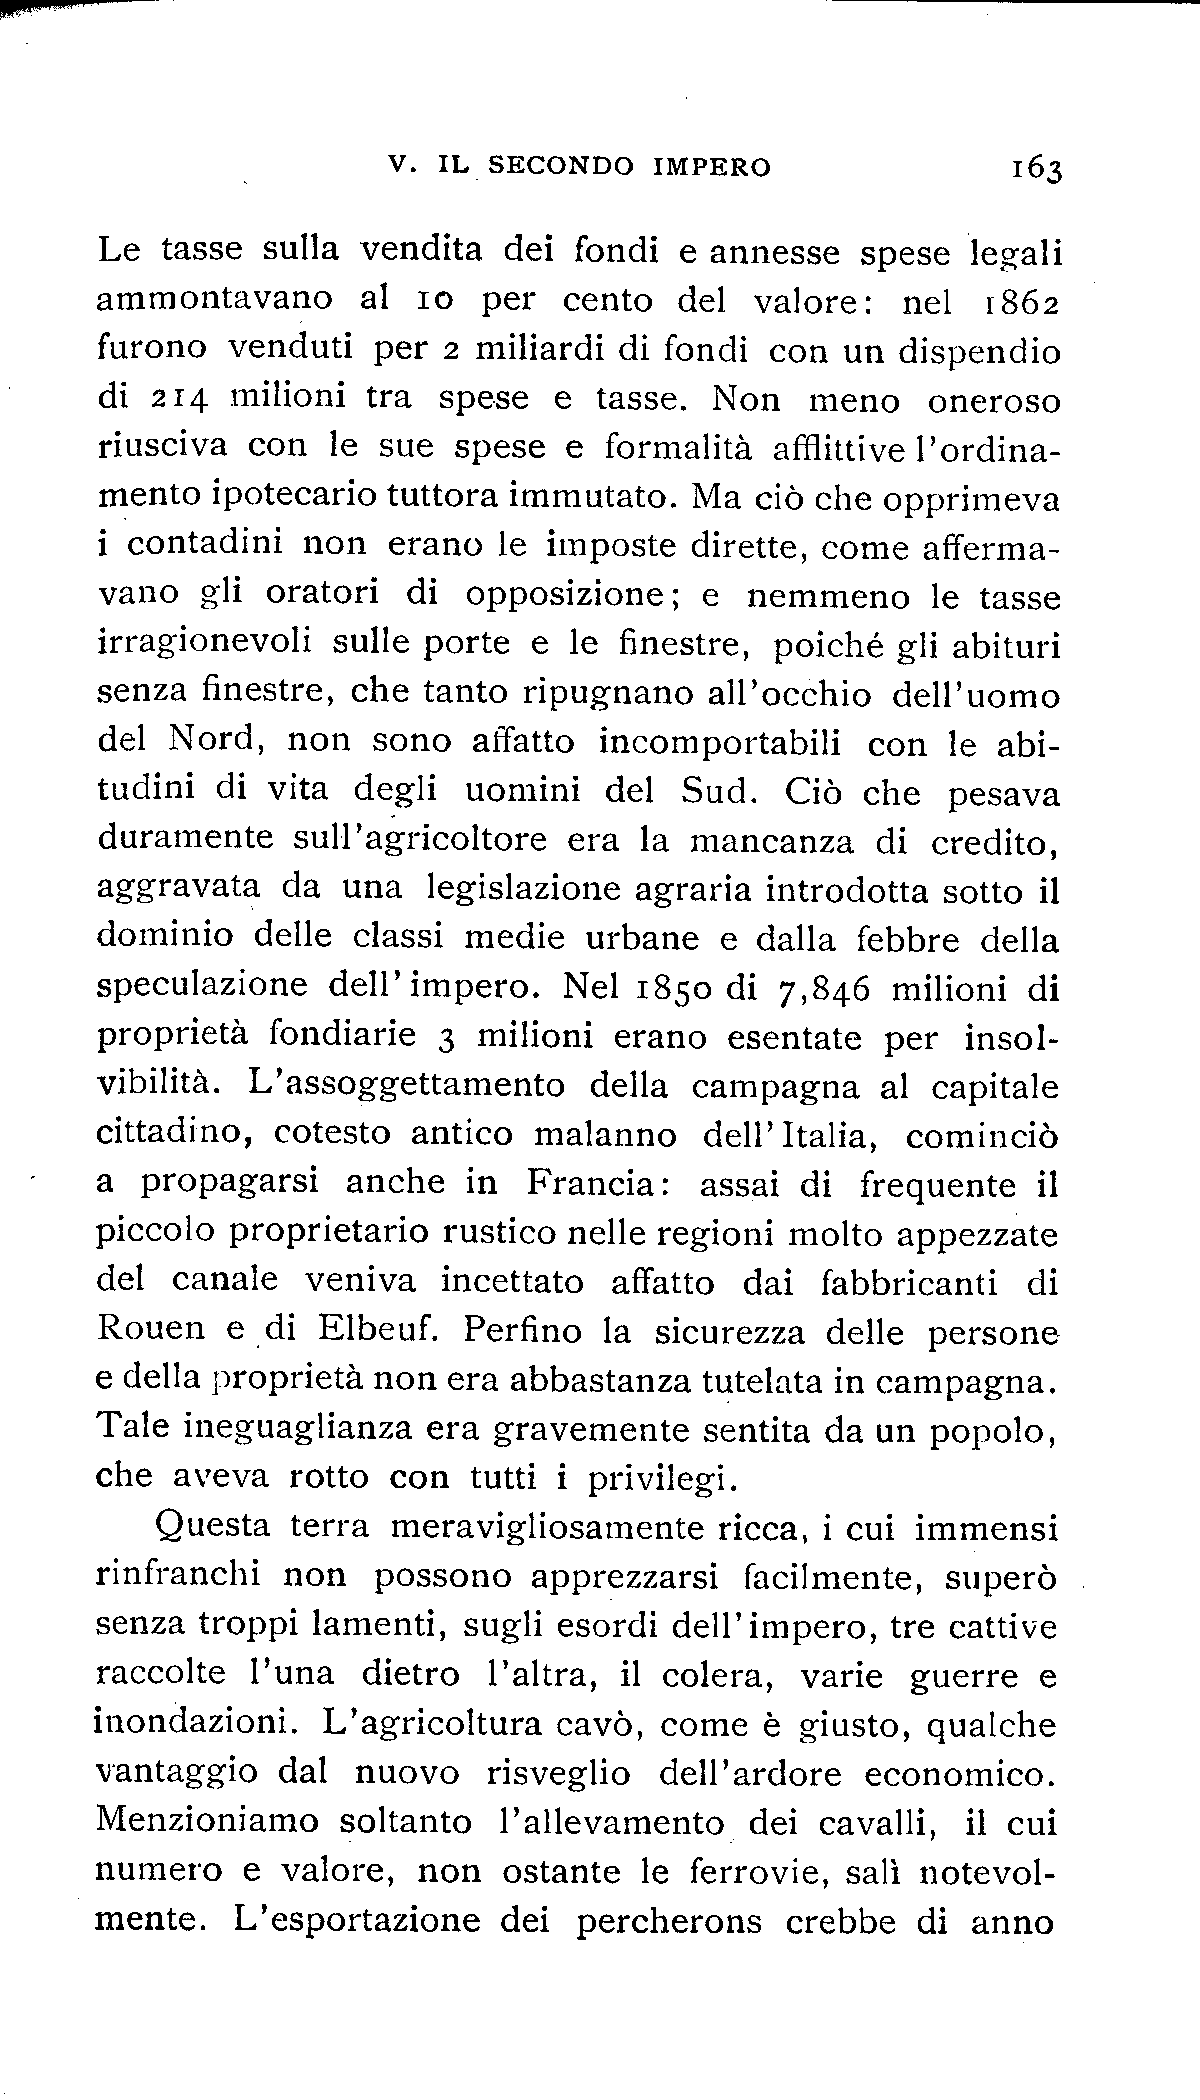 V. IL SECONDO IMPERO 163
Le tasse sulla vendita dei fondi e annesse spese legali
ammontavano al 10 per cento del valore: nel 1862
furono venduti per 2 miliardi di fondi con un dispendio
di 214 milioni tra spese e tasse. Non meno oneroso
riusciva con le sue spese e formalità afflittive l'ordina-
mento ipotecario tuttora immutato. Ma ciò che opprimeva
i contadini non erano le imposte dirette, come afferma-
vano gli oratori di opposizione; e nemmeno le tasse
irragionevoli sulle porte e le finestre, poiché gli abituri
senza finestre, che tanto ripugnano all'occhio dell'uomo
del Nord, non sono affatto incomportabili con le abi-
tudini di vita degli uomini del Sud. Ciò che pesava
duramente sull'agricoltore era la mancanza di credito,
aggravata da una legislazione agraria introdotta sotto il
dominio delle classi medie urbane e dalla febbre della
speculazione dell'impero. Nel 1850 di 7,846 milioni di
proprietà fondiarie 3 milioni erano esentate per insol-
vibilità. L'assoggettamento della campagna al capitale
cittadino, cotesto antico malanno dell'Italia, cominciò
a propagarsi anche in Francia: assai di frequente il
piccolo proprietario rustico nelle regioni molto appezzate
del canale veniva incettato affatto dai fabbricanti di
Rouen e di Elbeuf. Perfino la sicurezza delle persone
e della proprietà non era abbastanza tutelata in campagna.
Tale ineguaglianza era gravemente sentita da un popolo,
che aveva rotto con tutti i privilegi.
Questa terra meravigliosamente ricca, i cui immensi
rinfranchi non possono apprezzarsi facilmente, superò
senza troppi lamenti, sugli esordi dell'impero, tre cattive
raccolte l'una dietro l'altra, il colera, varie guerre e
inondazioni. L'agricoltura cavò, come è giusto, qualche
vantaggio dal nuovo risveglio dell'ardore economico.
Menzioniamo soltanto l'allevamento dei cavalli, il cui
numero e valore, non ostante le ferrovie, salì notevol-
mente. L'esportazione dei percherons crebbe di anno